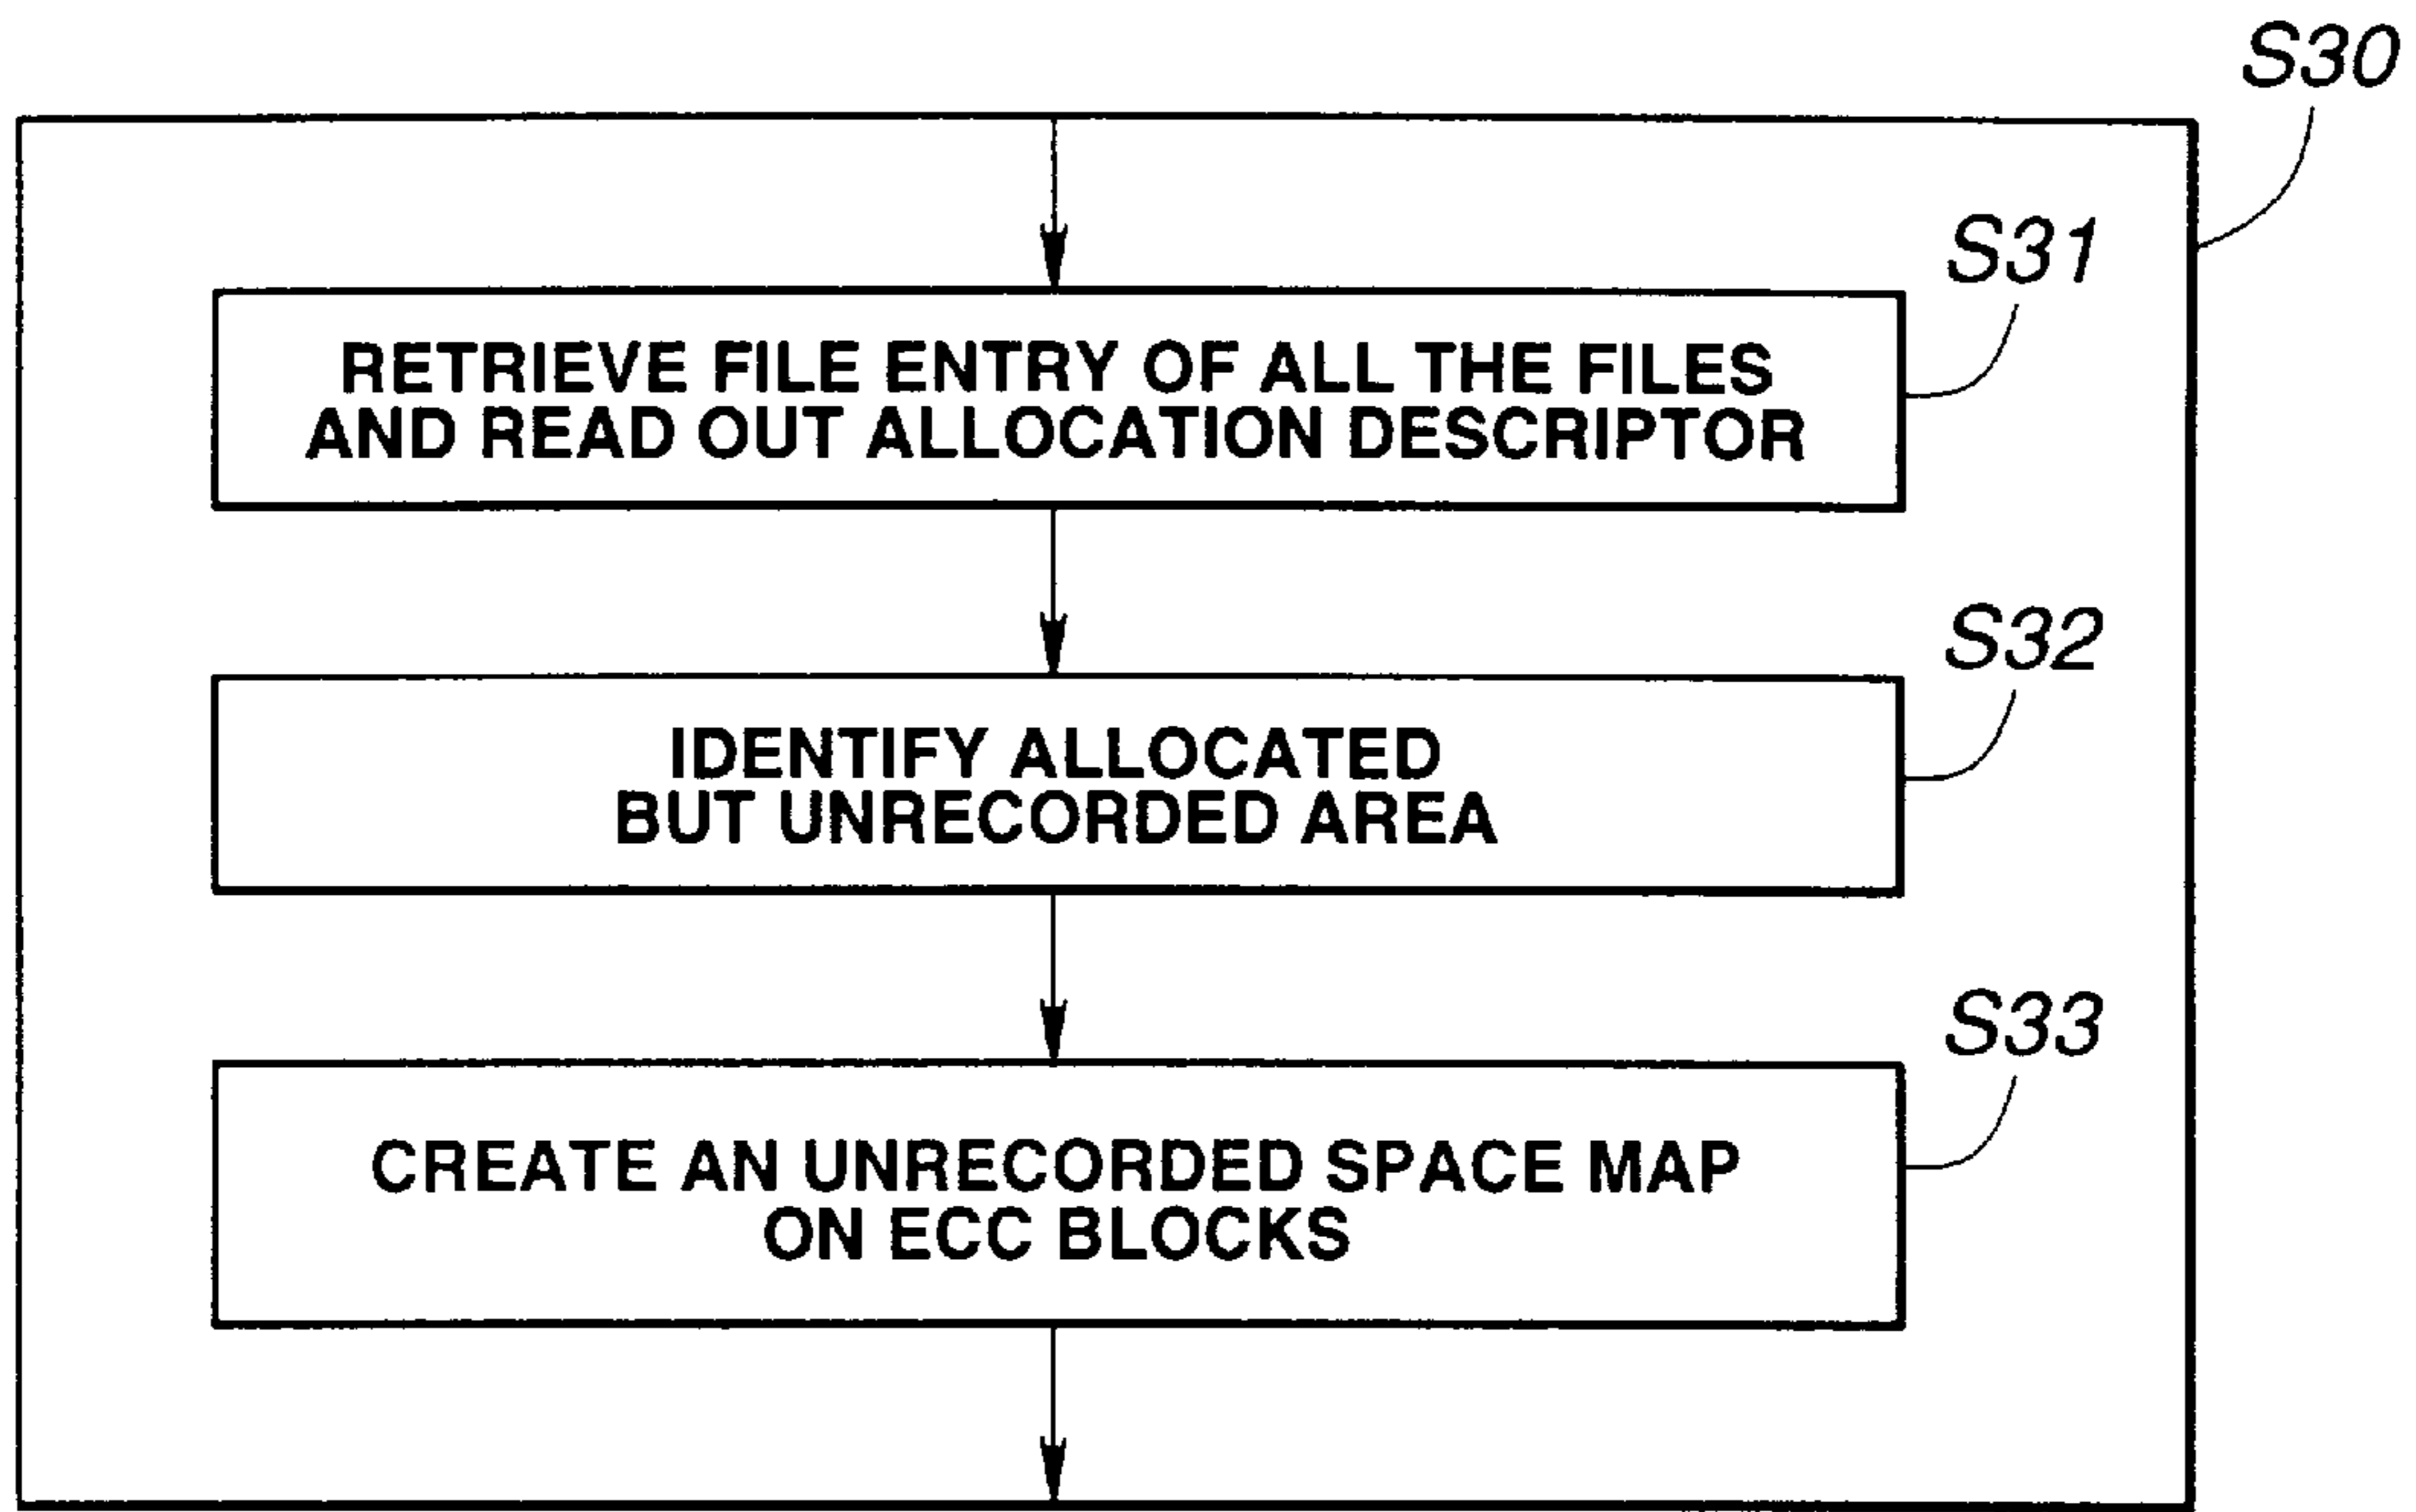 S30
S31
RETRIEVE FILE ENTRY OF ALL THE FILES
AND READ OUT ALLOCATION DESCRIPTOR
S32
IDENTIFY ALLOCATED
BUT UNRECORDED AREA
S33
CREATE AN UNRECORDED SPACE MAP
ON ECC BLOCKS